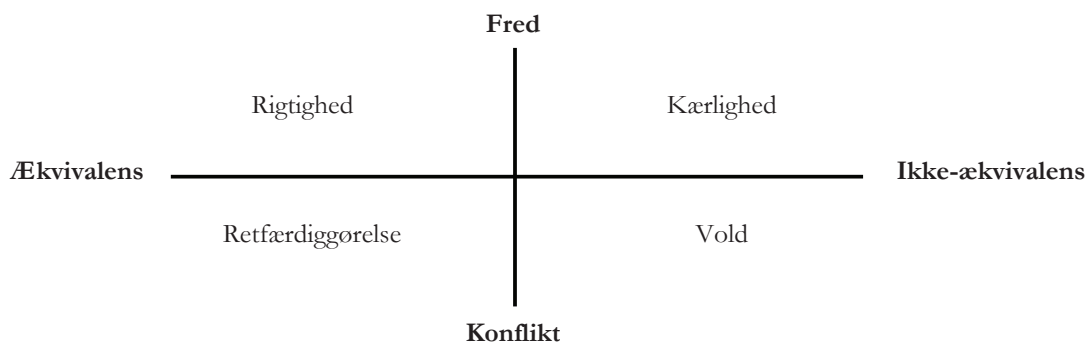 Fred
Rigtighed
Kærlighed
Ækvivalens
Ikke-ækvivalens
Retfærdiggørelse
Vold
Konflikt